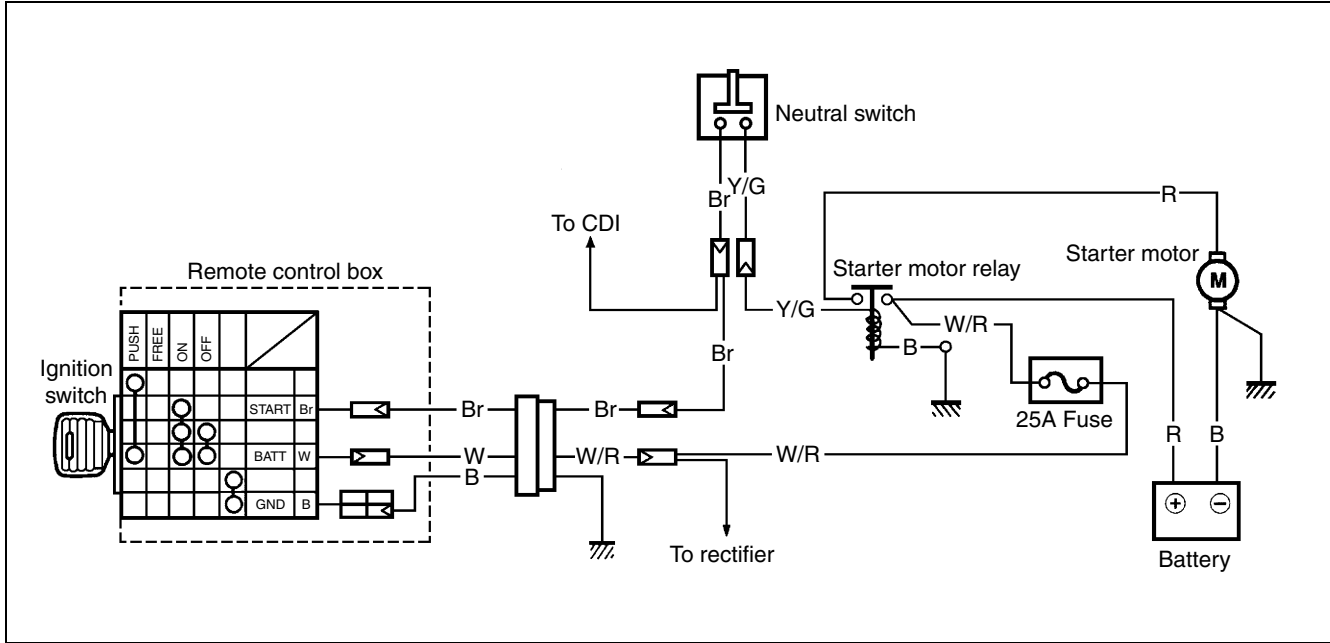 Neutral switch
Br
Y/G
To CDI
R
Starter motor
M
Remote control box
Starter motor relay
Y/G
W/R
B
Br
PUSH
FREE
ON
OFF
Ignition
switch
START Br
Br
Br
25A Fuse
BATT W
W
W/R
W/R
R
B
B
GND B
+
−
To rectifier
Battery